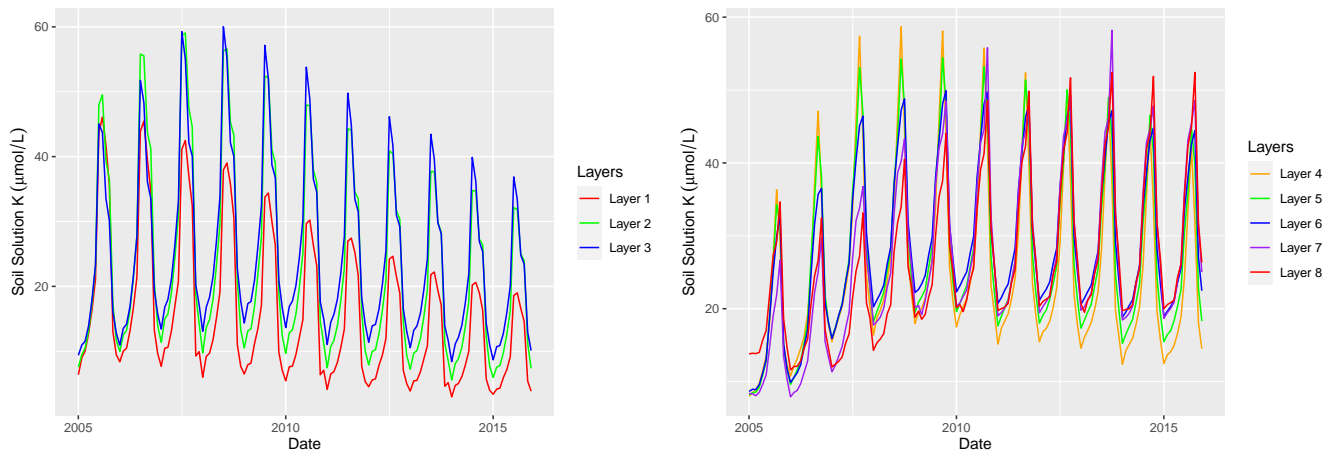 Soil Solution K (μmol/L)
60
40
20
2005
2010
2015
Date
Layers
Layer 1
Layer 2
Layer 3
Soil Solution K (μmol/L)
60
40
20
2005
2010
2015
Date
Layers
Layer 4
Layer 5
Layer 6
Layer 7
Layer 8